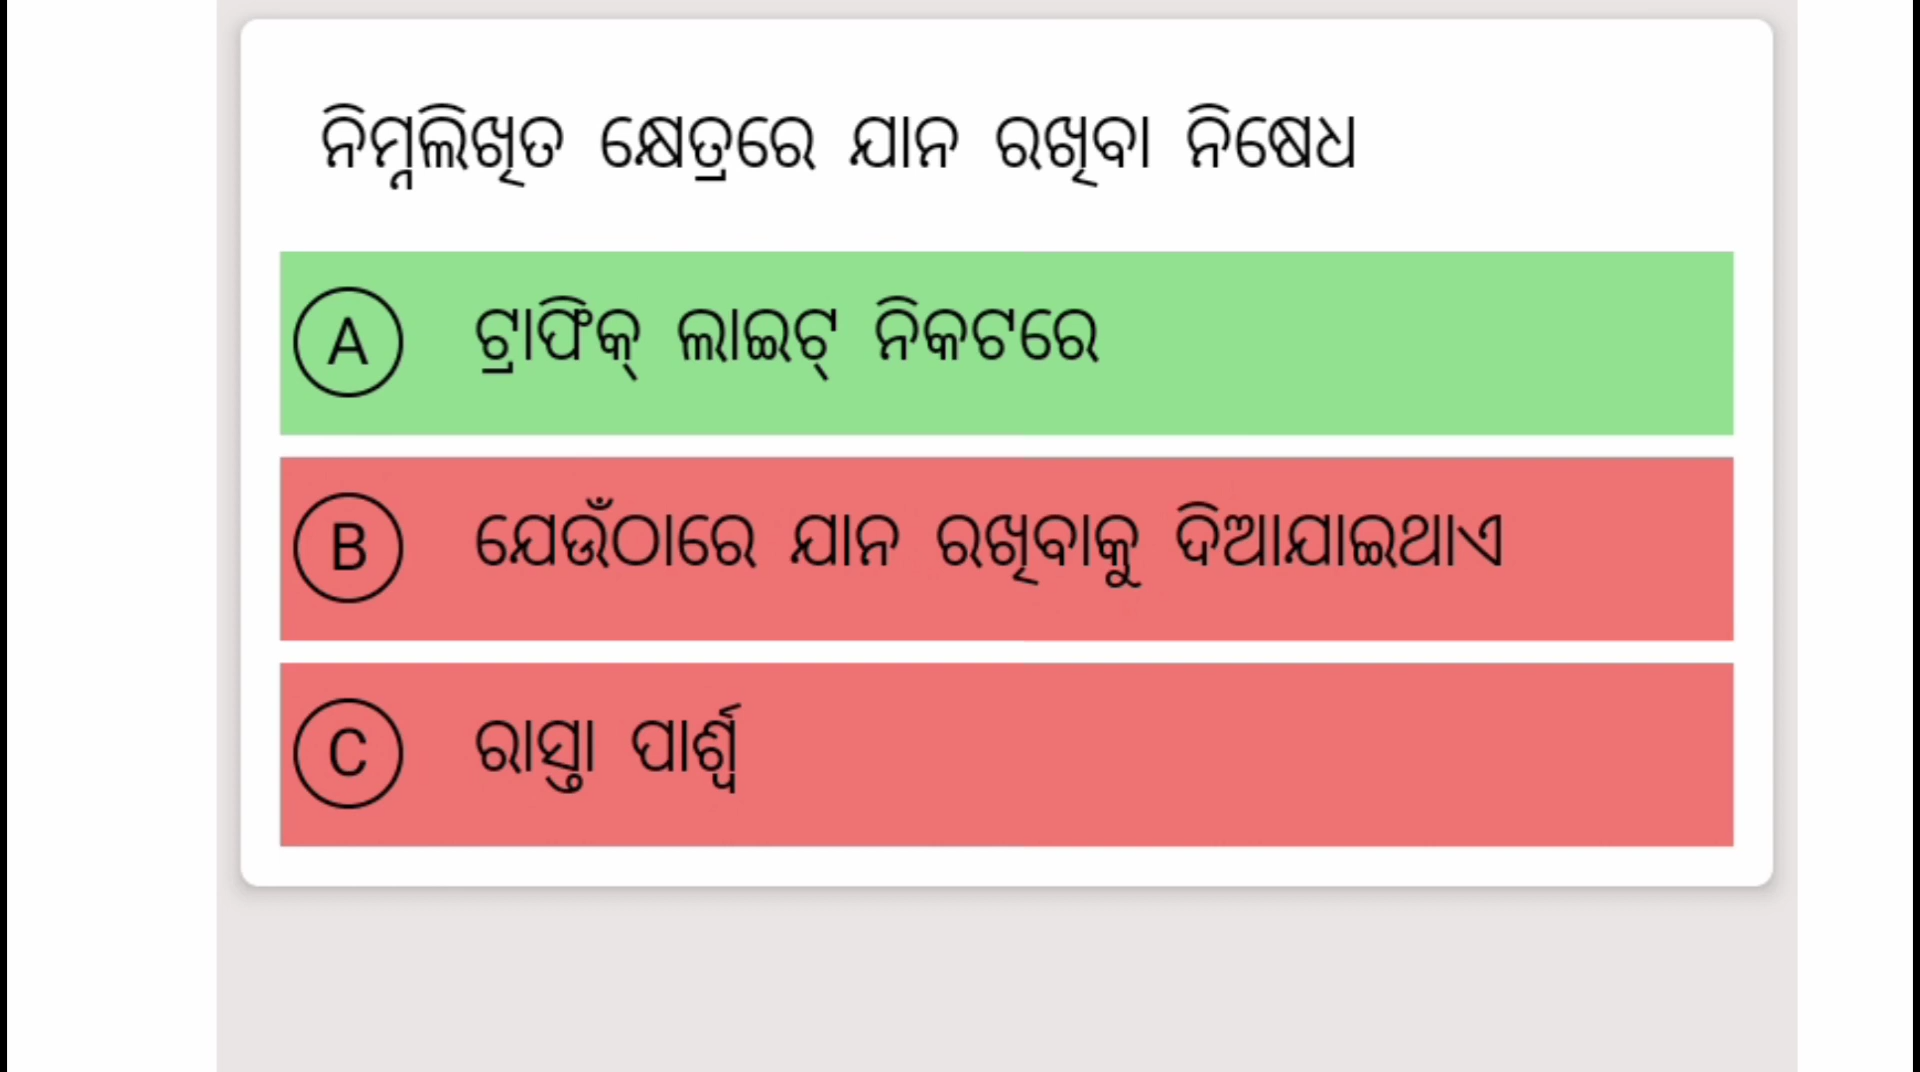 ନିମ୍ନଲିଖିତ କ୍ଷେତ୍ରରେ ଯାନ ରଖିବା ନିଷେଧ
A ଟ୍ରାଫିକ୍ ଲାଇଟ୍ ନିକଟରେ
B ଯେଉଁଠାରେ ଯାନ ରଖିବାକୁ ଦିଆଯାଇଥାଏ
C ରାସ୍ତା ପାର୍ଶ୍ଵ